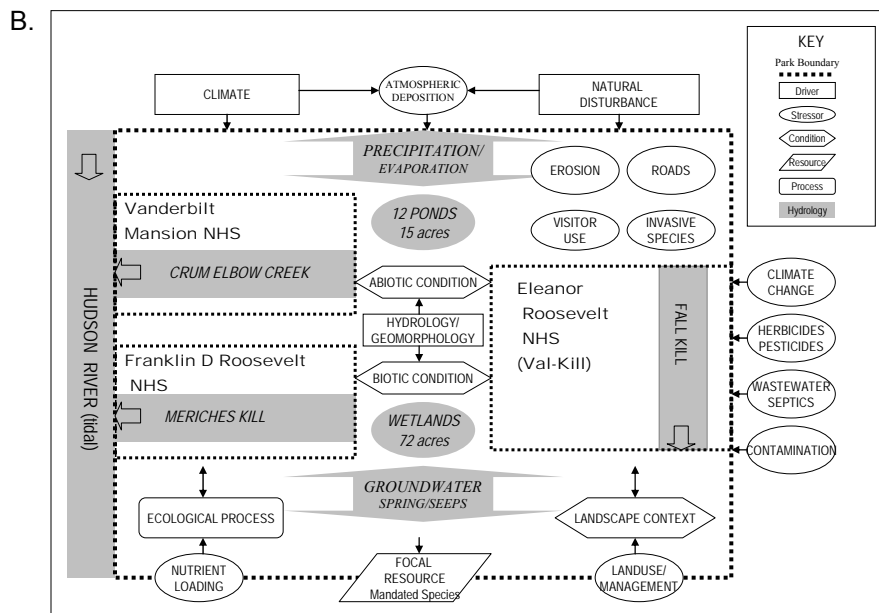 B.
KEY
Park Boundary
Driver
Stressor
Condition
Resource
Process
Hydrology
CLIMATE
ATMOSPHERIC
DEPOSITION
NATURAL
DISTURBANCE
HUDSON RIVER (tidal)
PRECIPITATION/
EVAPORATION
EROSION
ROADS
12 PONDS
15 acres
VISITOR
USE
INVASIVE
SPECIES
Vanderbilt
Mansion NHS
CRUM ELBOW CREEK
ABIOTIC CONDITION
HYDROLOGY/
GEOMORPHOLOGY
BIOTIC CONDITION
Eleanor
Roosevelt
NHS
(Val-Kill)
FALL KILL
CLIMATE
CHANGE
HERBICIDES
PESTICIDES
WASTEWATER
SEPTICS
CONTAMINATION
Franklin D Roosevelt
NHS
MERICHES KILL
WETLANDS
72 acres
GROUNDWATER
SPRING/SEEPS
ECOLOGICAL PROCESS
LANDSCAPE CONTEXT
NUTRIENT
LOADING
FOCAL
RESOURCE
Mandated Species
LANDUSE/
MANAGEMENT